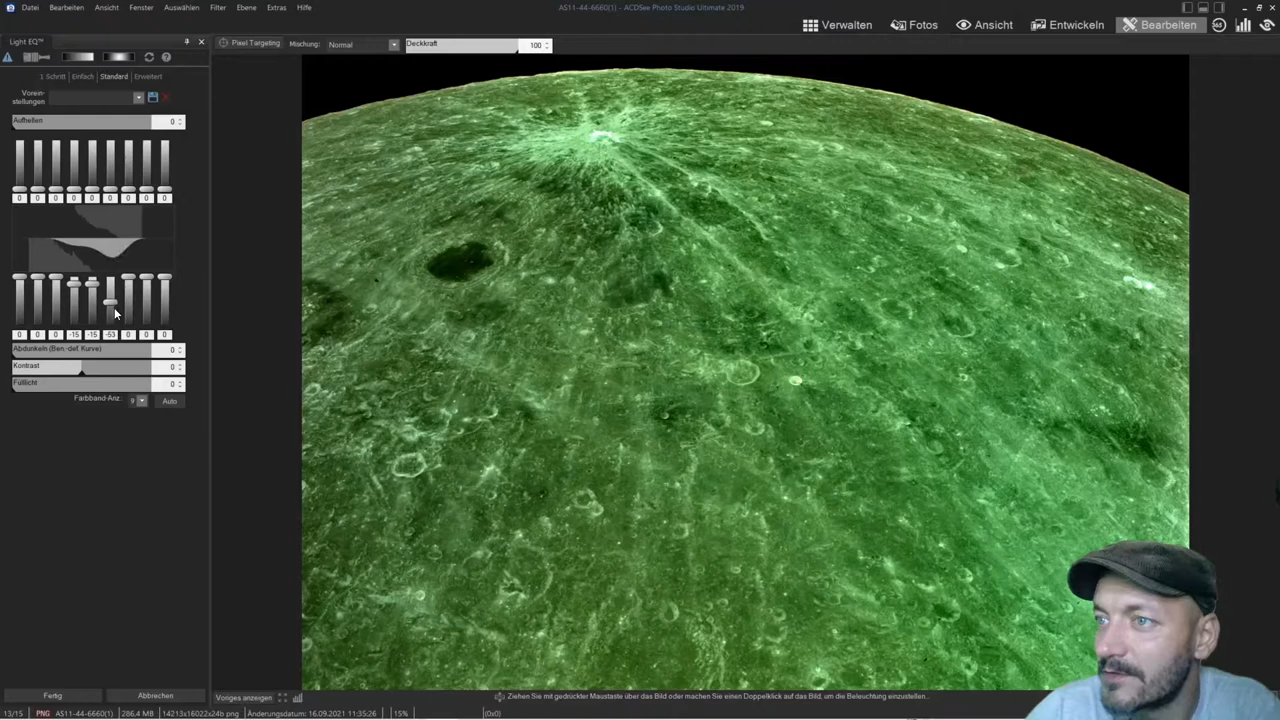 Datei Bearbeiten Ansicht Fenster Auswählen Filter Ebene Extras Hilfe
AS11-44-6660(1) - ACDSee Photo Studio Ultimate 2019
Verwalten Fotos Ansicht Entwickeln Bearbeiten 365
Light EQ™
Pixel Targeting Mischung: Normal Deckkraft 100
1 Schritt Einfach Standard Erweitert
Vorein-
stellungen
Aufhellen 0
0 0 0 0 0 0 0 0 0
0 0 0 -15 -15 -53 0 0 0
Abdunkeln (Ben.-def. Kurve) 0
Kontrast 0
Fülllicht 0
Farbband-Anz: 9 Auto
Fertig Abbrechen Voriges anzeigen
Ziehen Sie mit gedrückter Maustaste über das Bild oder machen Sie einen Doppelklick auf das Bild, um die Beleuchtung einzustellen..
13/15 PNG AS11-44-6660(1) 286.4 MB 14213x16022x24b png Änderungsdatum: 16.09.2021 11:35:26 15% (0x0)